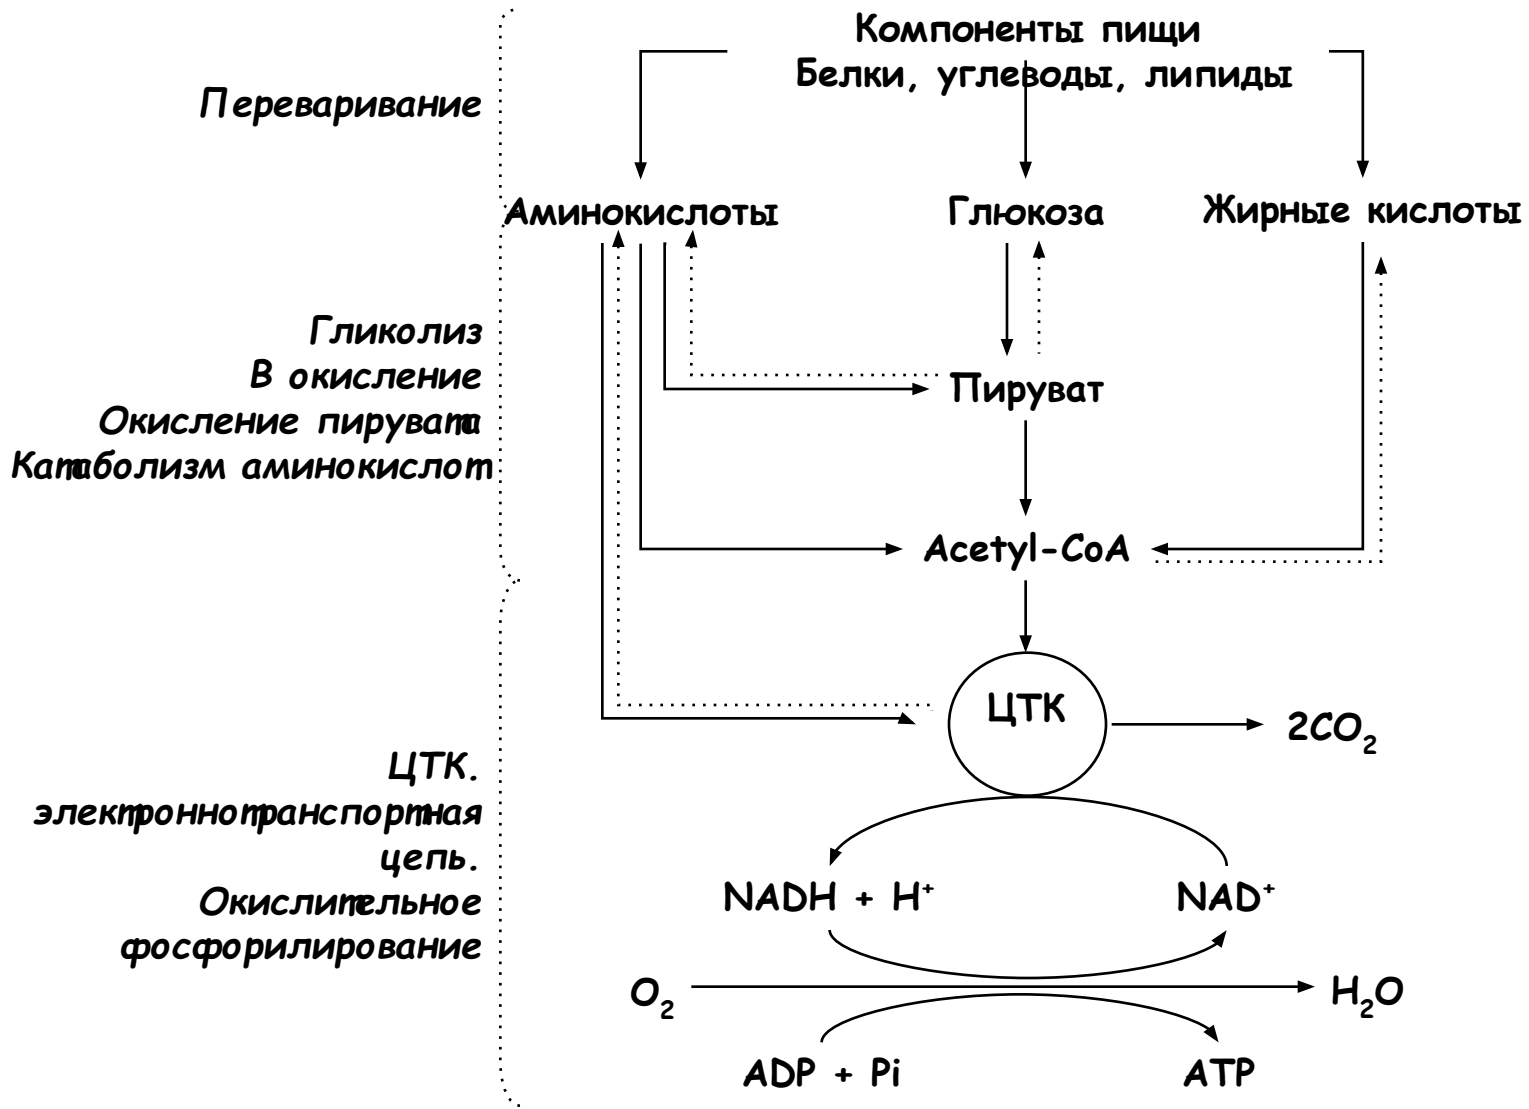 Компоненты пищи
Белки, углеводы, липиды
Переваривание
Аминокислоты
Глюкоза
Жирные кислоты
Гликолиз
В окисление
Окисление пирувата
Катаболизм аминокислот
Пируват
Acetyl-CoA
ЦТК
2CO₂
ЦТК.
электроннотранспортная
цепь.
Окислительное
фосфорилирование
NADH + H⁺
NAD⁺
O₂
H₂O
ADP + Pi
ATP